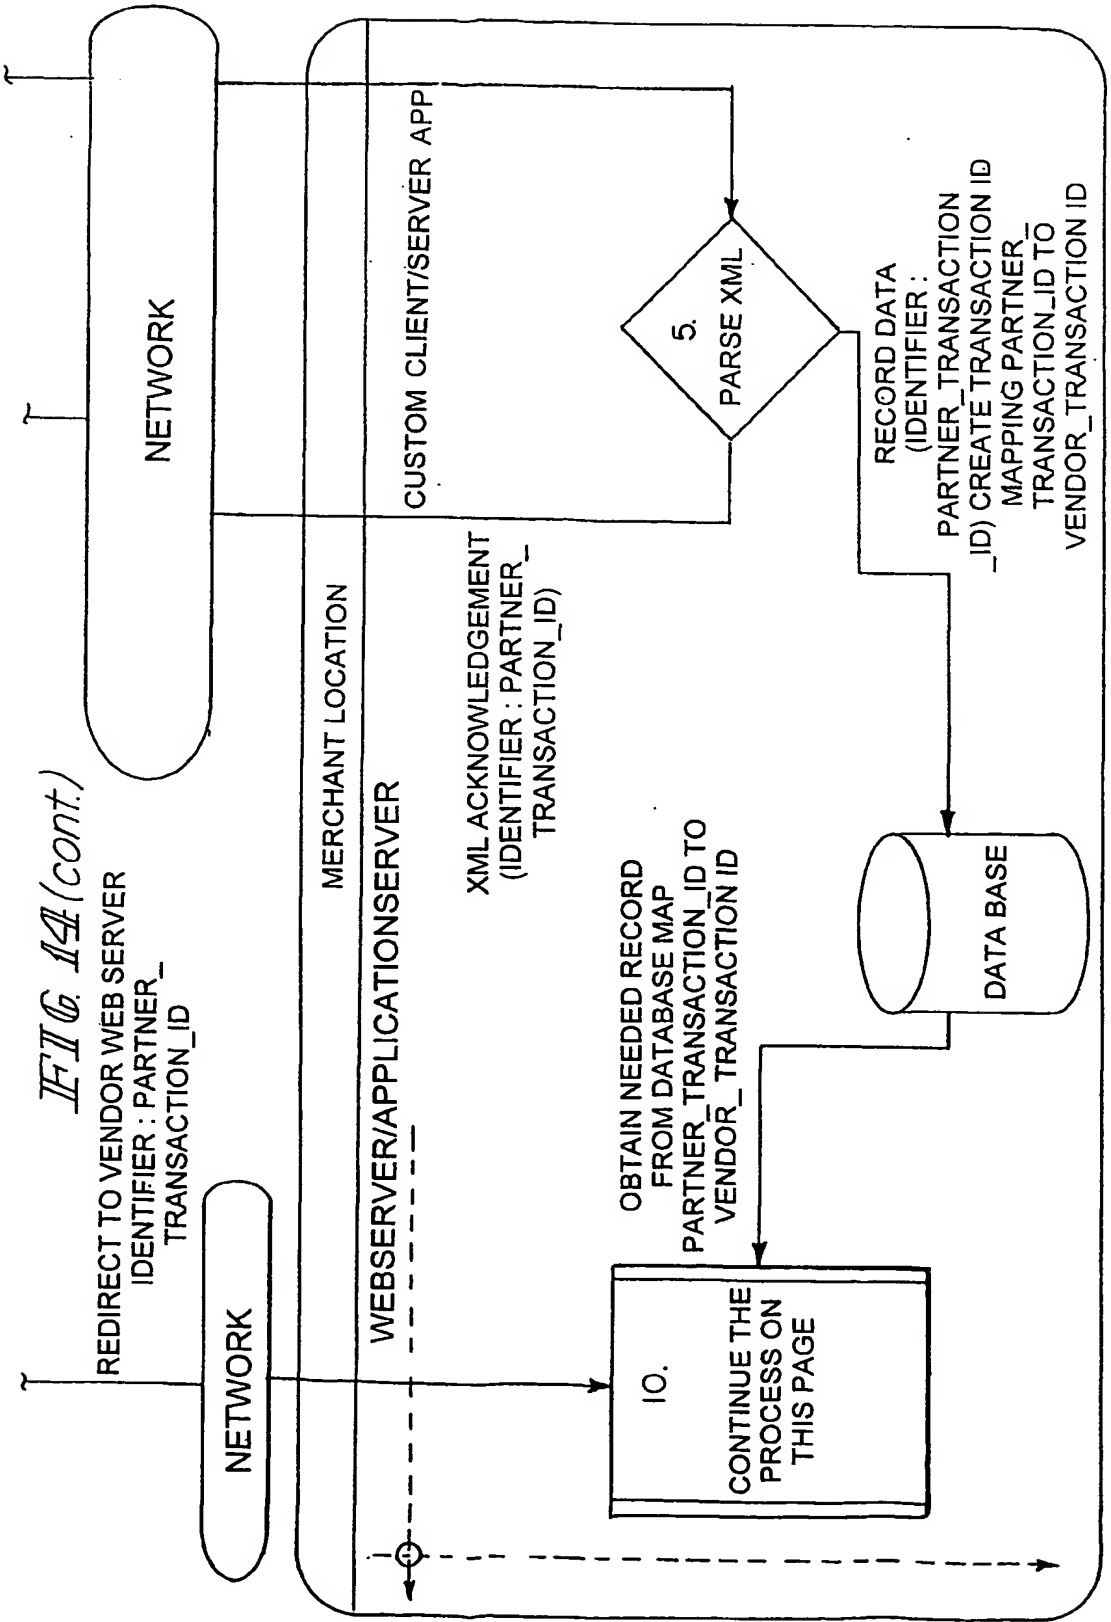 FIG. 14 (cont.)
REDIRECT TO VENDOR WEB SERVER
IDENTIFIER : PARTNER_
TRANSACTION_ID
NETWORK
NETWORK
MERCHANT LOCATION
WEBSERVER/APPLICATIONSERVER
CUSTOM CLIENT/SERVER APP
XML ACKNOWLEDGEMENT
(IDENTIFIER : PARTNER_
TRANSACTION_ID)
5.
PARSE XML
OBTAIN NEEDED RECORD
FROM DATABASE MAP
PARTNER_TRANSACTION_ID TO
VENDOR_ TRANSACTION ID
10.
CONTINUE THE
PROCESS ON
THIS PAGE
DATA BASE
RECORD DATA
(IDENTIFIER :
PARTNER_TRANSACTION
_ID) CREATE TRANSACTION ID
MAPPING PARTNER_
TRANSACTION_ID TO
VENDOR_TRANSACTION ID